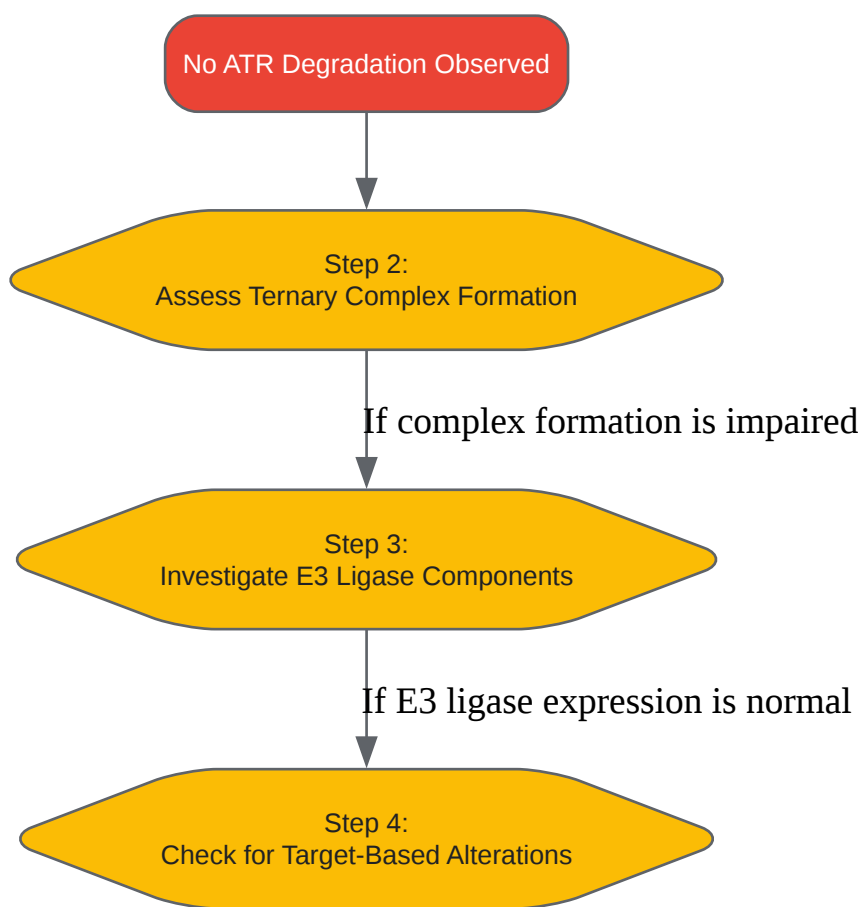 No ATR Degradation Observed
Step 2:
Assess Ternary Complex Formation
If complex formation is impaired
Step 3:
Investigate E3 Ligase Components
If E3 ligase expression is normal
Step 4:
Check for Target-Based Alterations